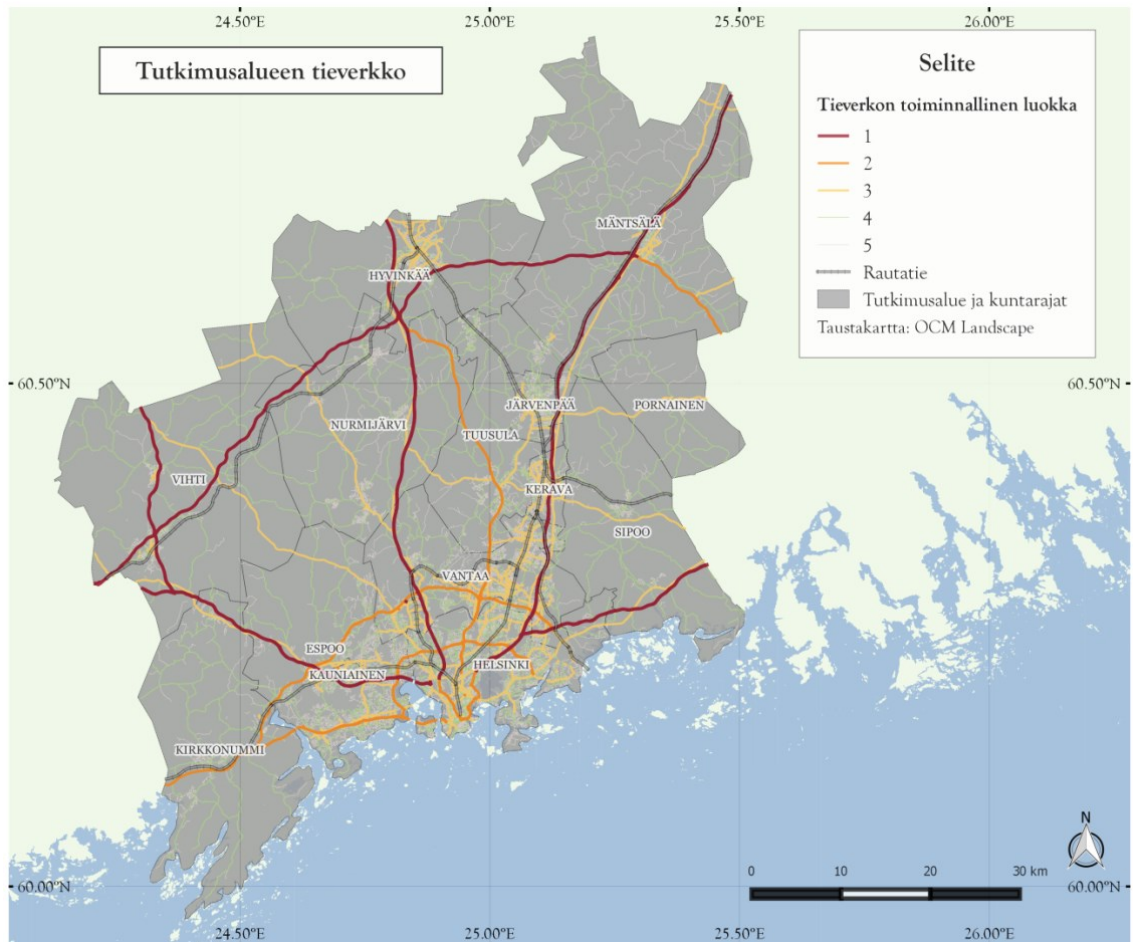 24.50°E 25.00°E 25.50°E 26.00°E
Tutkimusalueen tieverkko
Selite
Tieverkon toiminnallinen luokka
1
2
3
4
5
Rautatie
Tutkimusalue ja kuntarajat
Taustakartta: OCM Landscape
MÄNTSÄLÄ
HYVINKÄÄ
60.50°N 60.50°N
JÄRVENPÄÄ
PORNAINEN
NURMIJÄRVI
TUUSULA
VIHTI
KERAVA
SIPOO
VANTAA
ESPOO
HELSINKI
KAUNIAINEN
KIRKKONUMMI
N
0 10 20 30 km
60.00°N 60.00°N
24.50°E 25.00°E 25.50°E 26.00°E